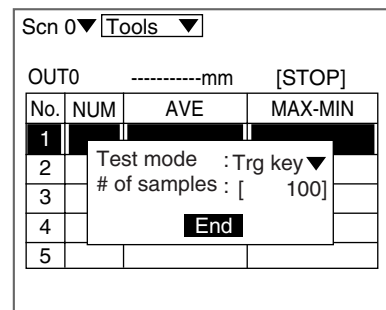 Scn 0▼ Tools ▼
OUT0 -----------mm [STOP]
No. NUM AVE MAX-MIN
1
2
3
4
5
Test mode :Trg key▼
# of samples : [ 100]
End